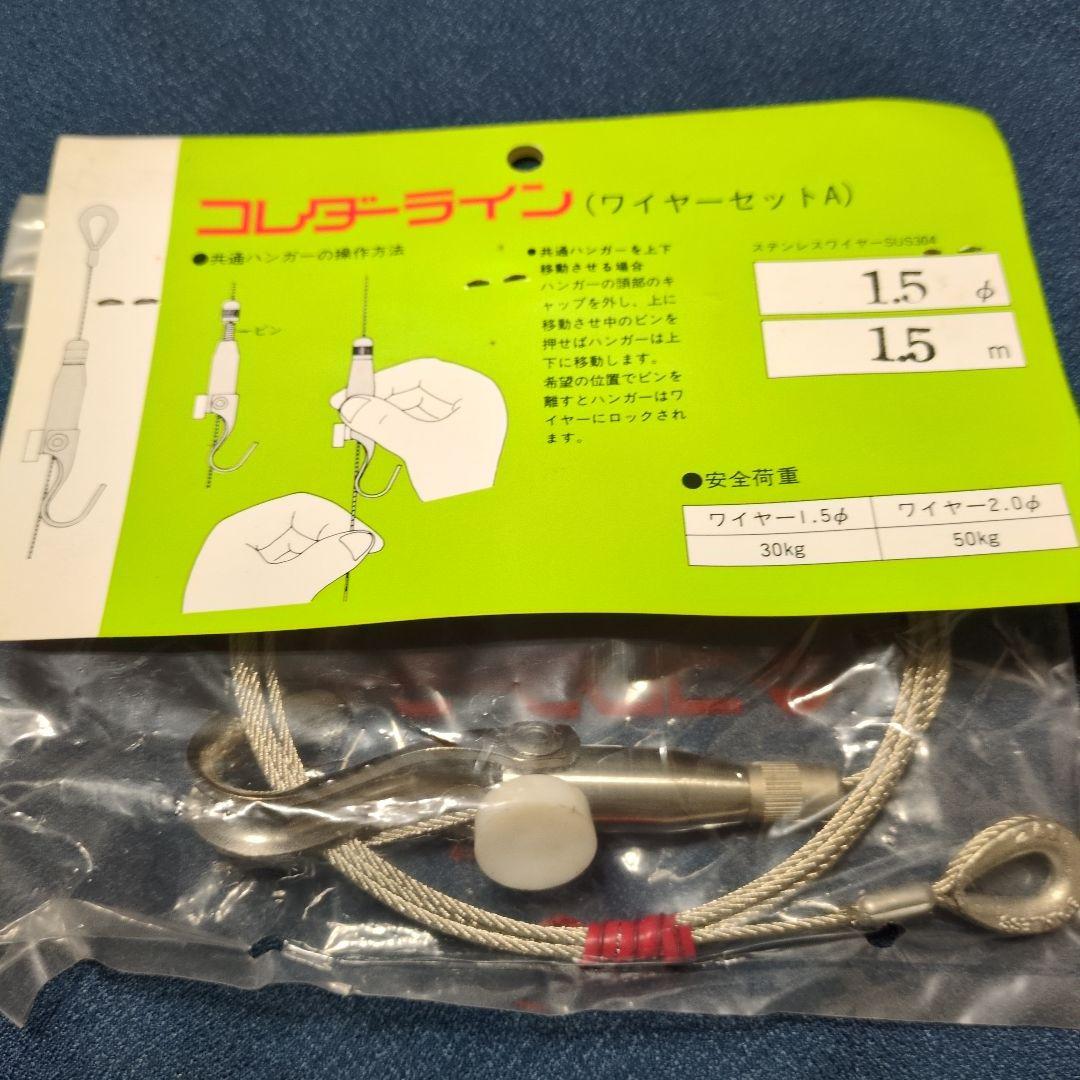 コレダーライン(ワイヤーセットA)
●共通ハンガーの操作方法
ピン
●共通ハンガーを上下
移動させる場合
ハンガーの頭部のキ
ャップを外し、上に
移動させ中のピンを
押せばハンガーは上
下に移動します。
希望の位置でピンを
離すとハンガーはワ
イヤーにロックされ
ます。
ステンレスワイヤーSUS304
1.5 φ
1.5 m
●安全荷重
ワイヤー1.5φ ワイヤー2.0φ
30kg 50kg